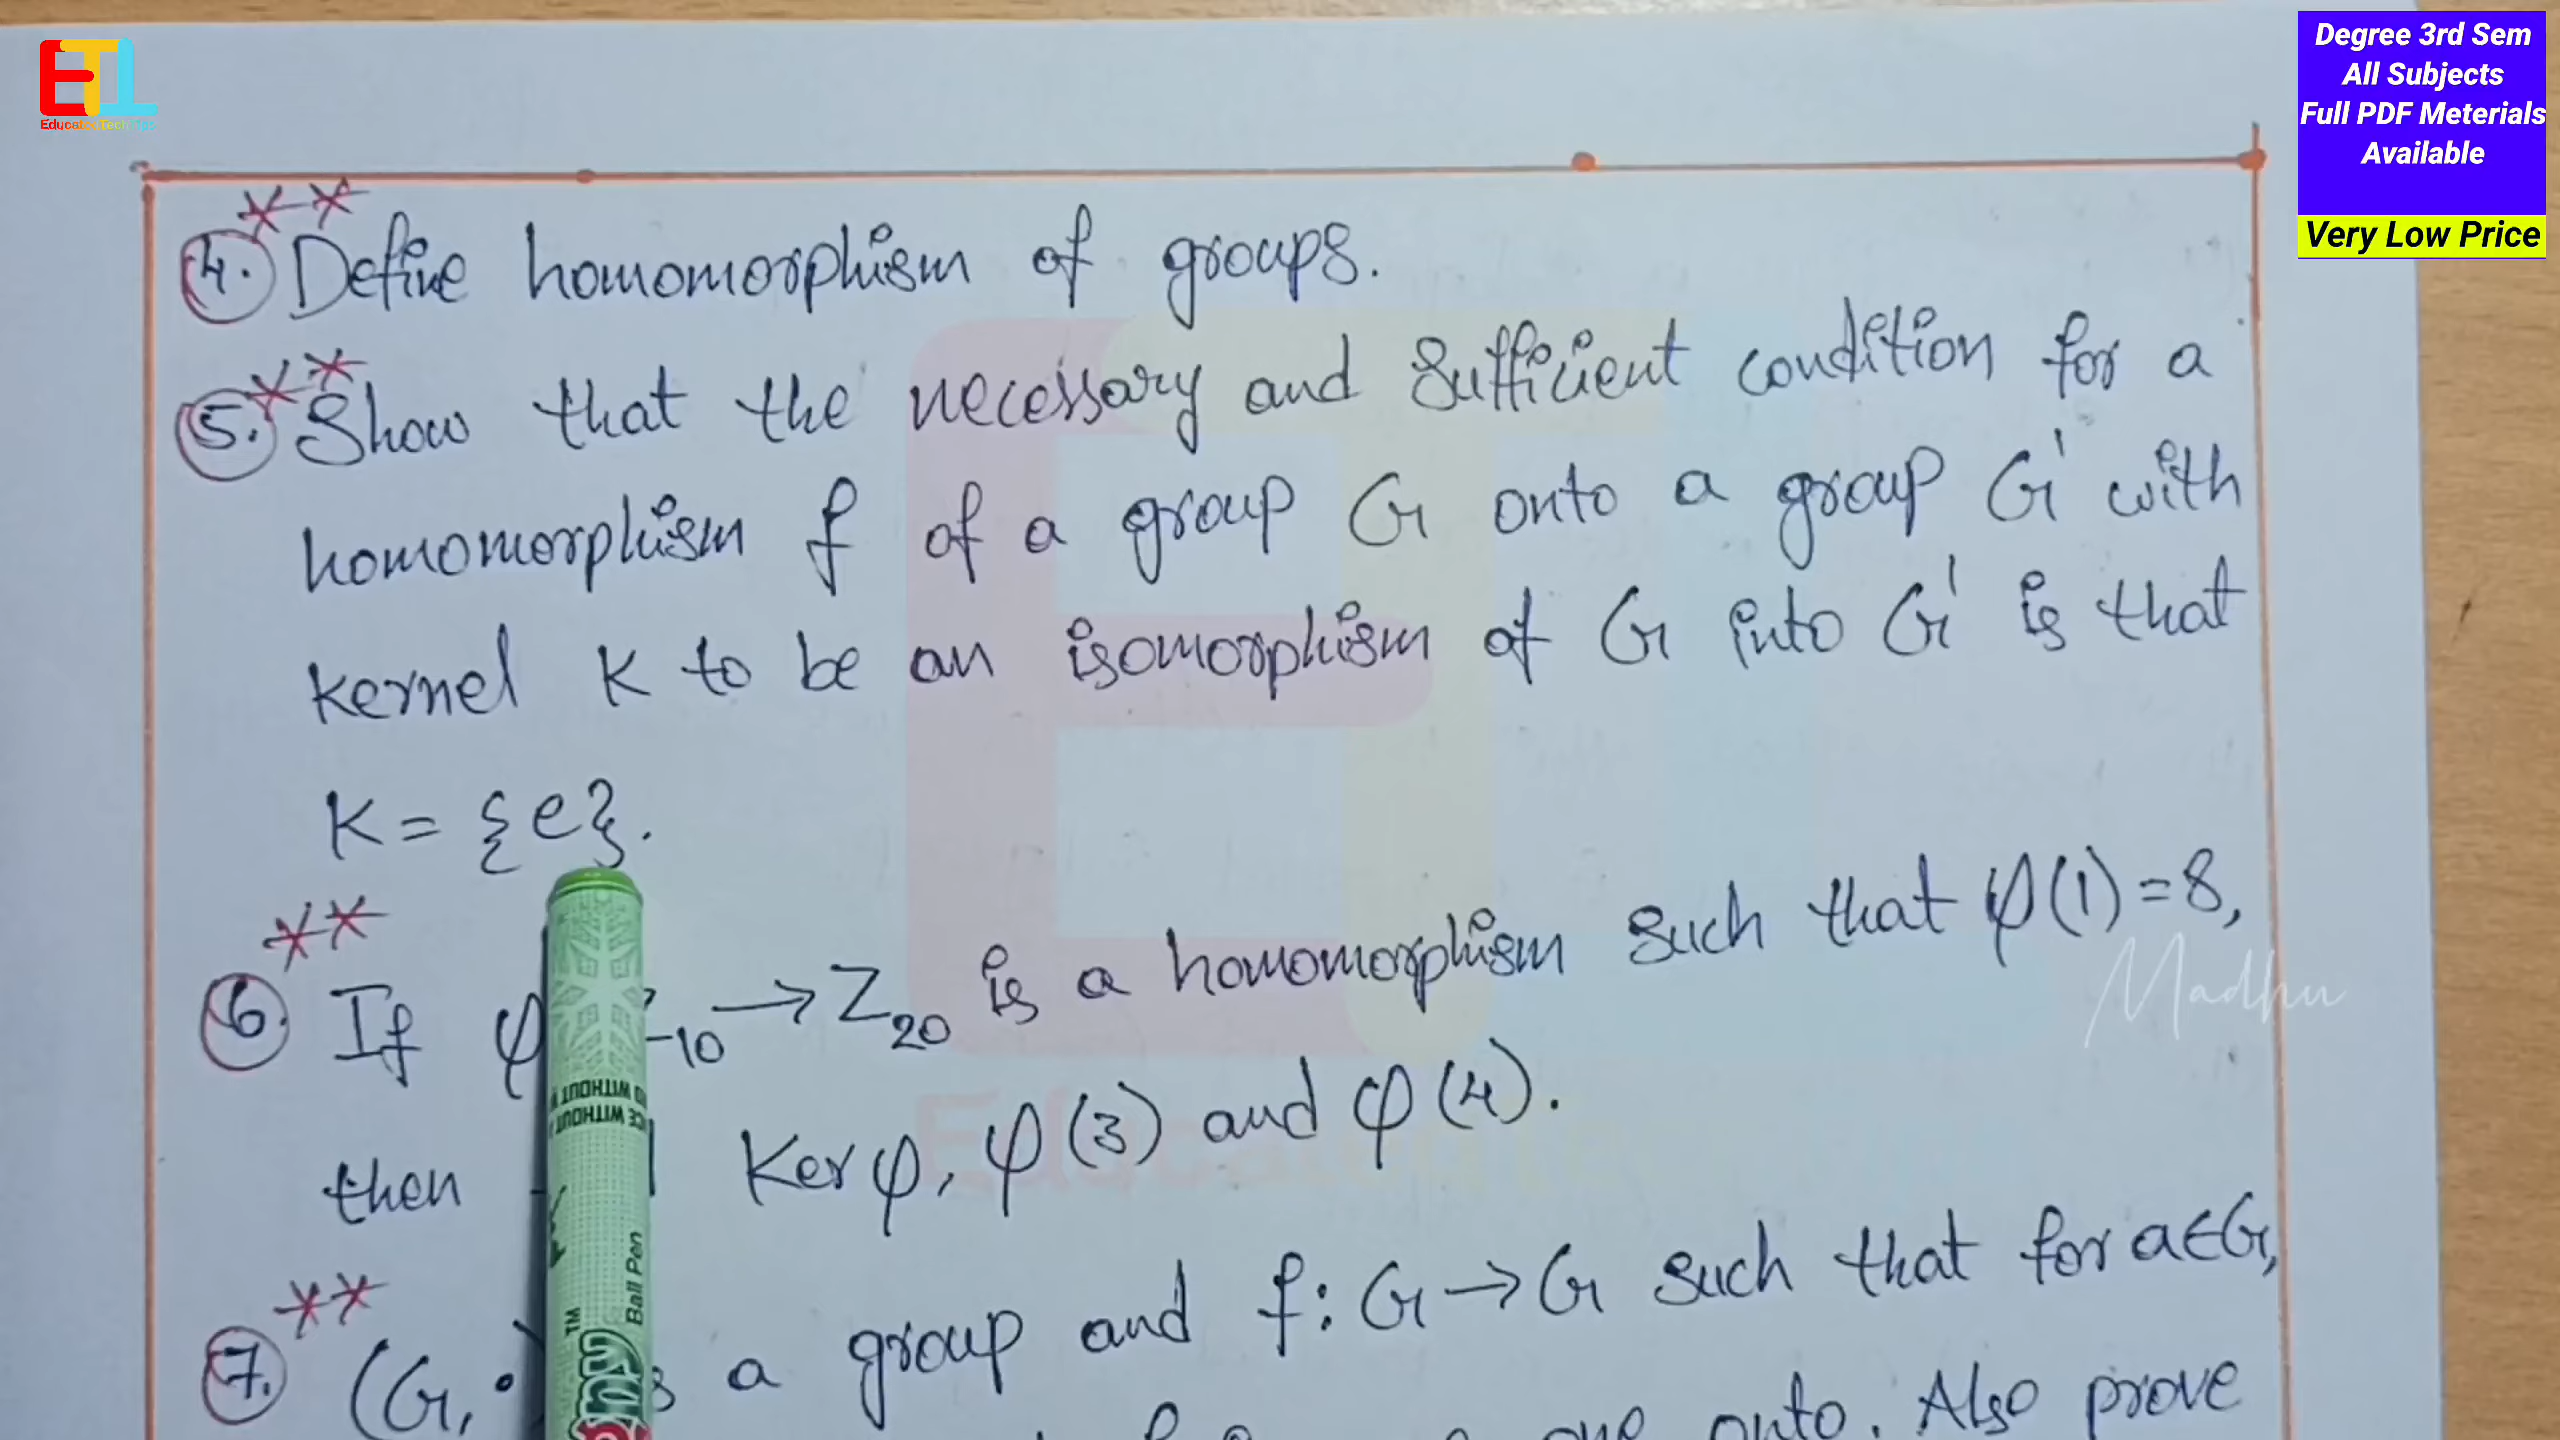 Degree 3rd Sem
All Subjects
Full PDF Meterials
Available
Very Low Price
4. Define homomorphism of groups.
5. Show that the necessary and sufficient condition for a
homomorphism f of a group G onto a group G' with
kernel K to be an isomorphism of G into G' is that
K = {e}.
6. If φ 10 → Z20 is a homomorphism such that φ(1) = 8,
then Ker φ, φ(3) and φ(4).
7. (G, ·) a group and f: G → G such that for a∈G,
onto. Also prove
Madhu
Ball Pen